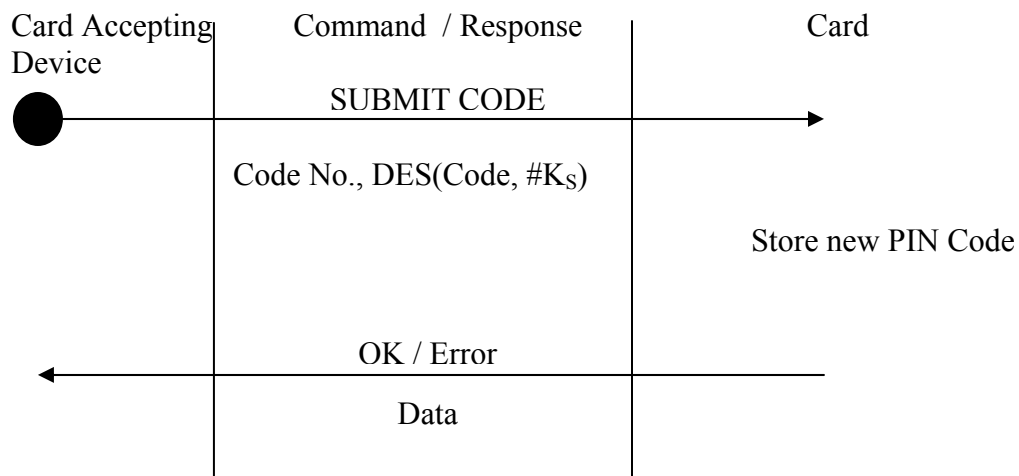 Card Accepting Device
Command / Response
Card
SUBMIT CODE
Code No., DES(Code, #Kₛ)
Store new PIN Code
OK / Error
Data